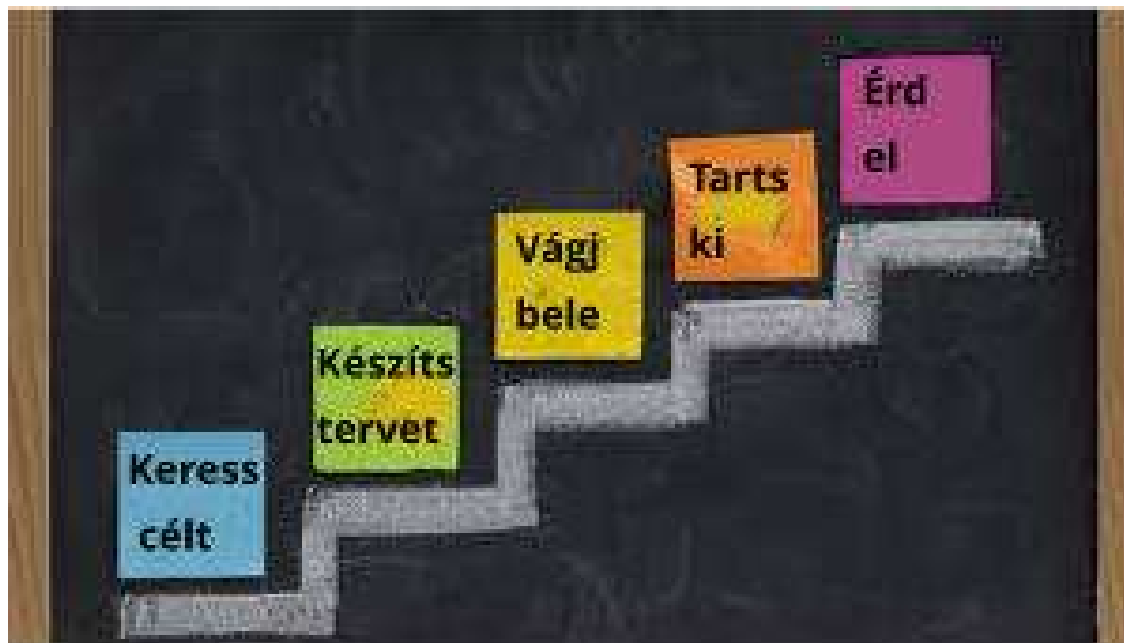 Keress
célt
Készíts
tervet
Vágj
bele
Tarts
ki
Érd
el